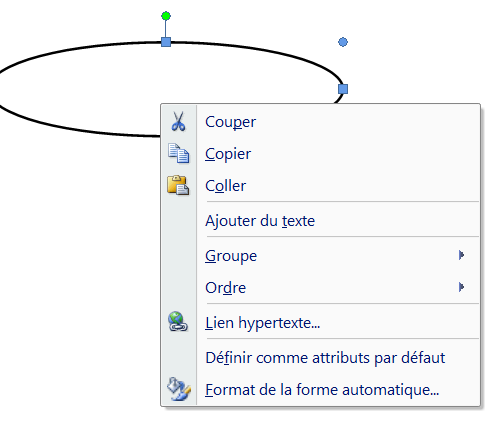 Couper
Copier
Coller
Ajouter du texte
Groupe
Ordre
Lien hypertexte...
Définir comme attributs par défaut
Format de la forme automatique...